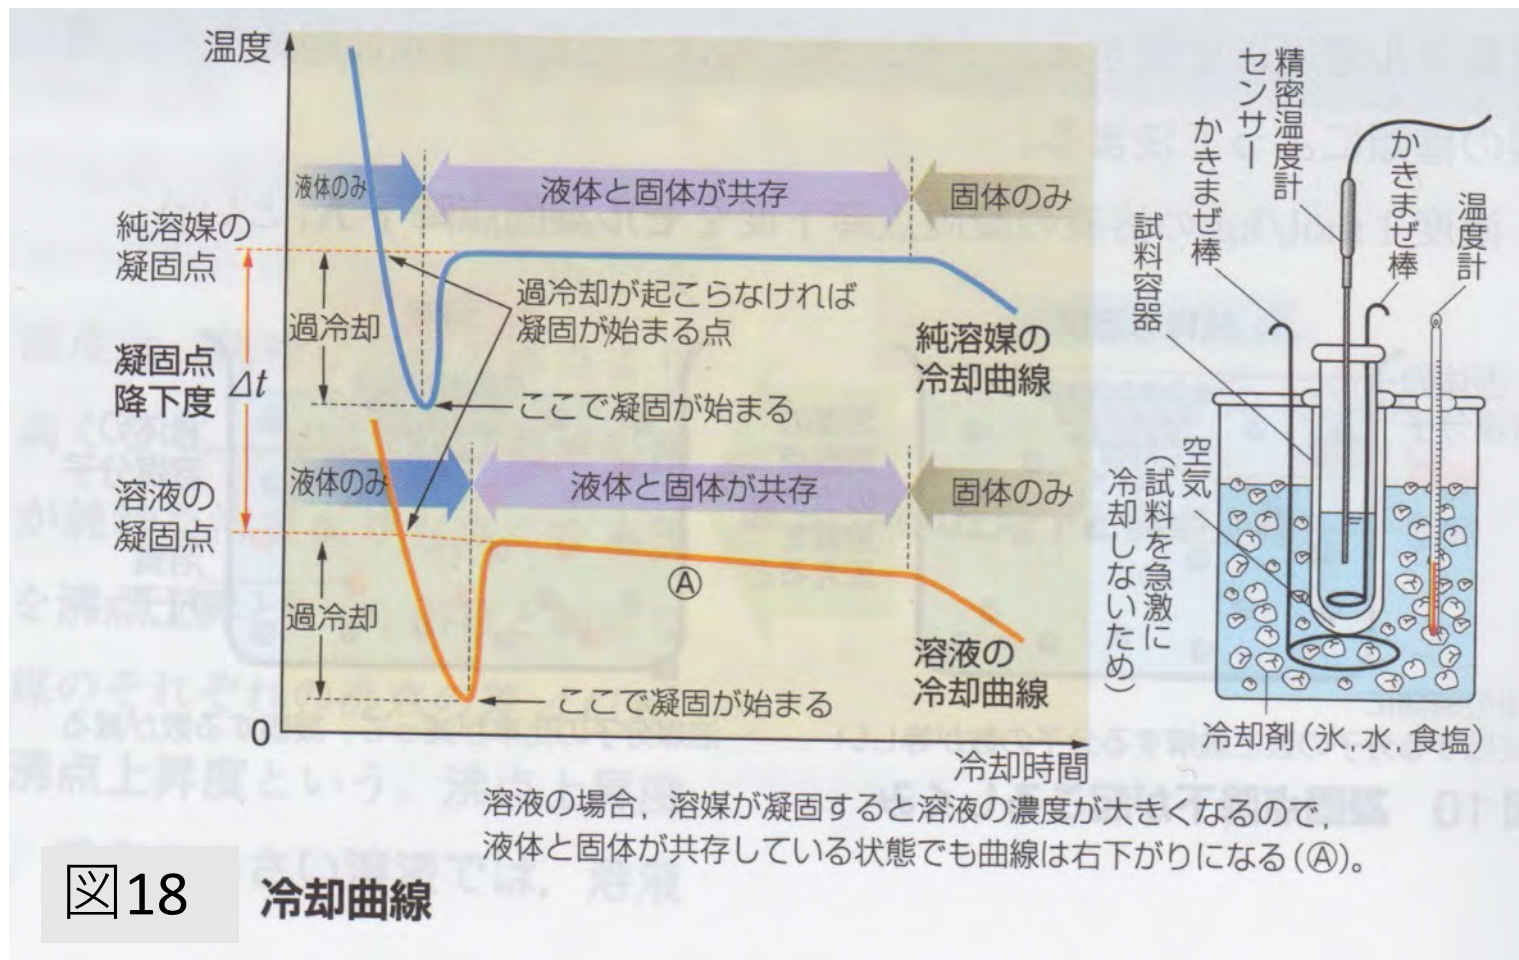 温度
液体のみ
液体と固体が共存
固体のみ
純溶媒の
凝固点
過冷却が起こらなければ
凝固が始まる点
過冷却
純溶媒の
冷却曲線
凝固点
降下度
Δt
ここで凝固が始まる
液体のみ
液体と固体が共存
固体のみ
溶液の
凝固点
Ⓐ
過冷却
溶液の
冷却曲線
ここで凝固が始まる
0
冷却時間
精密温度計
センサー
かきまぜ棒
かきまぜ棒
温度計
試料容器
空気
(試料を急激に
冷却しないため)
冷却剤(氷,水,食塩)
溶液の場合,溶媒が凝固すると溶液の濃度が大きくなるので,
液体と固体が共存している状態でも曲線は右下がりになる(Ⓐ)。
図18
冷却曲線